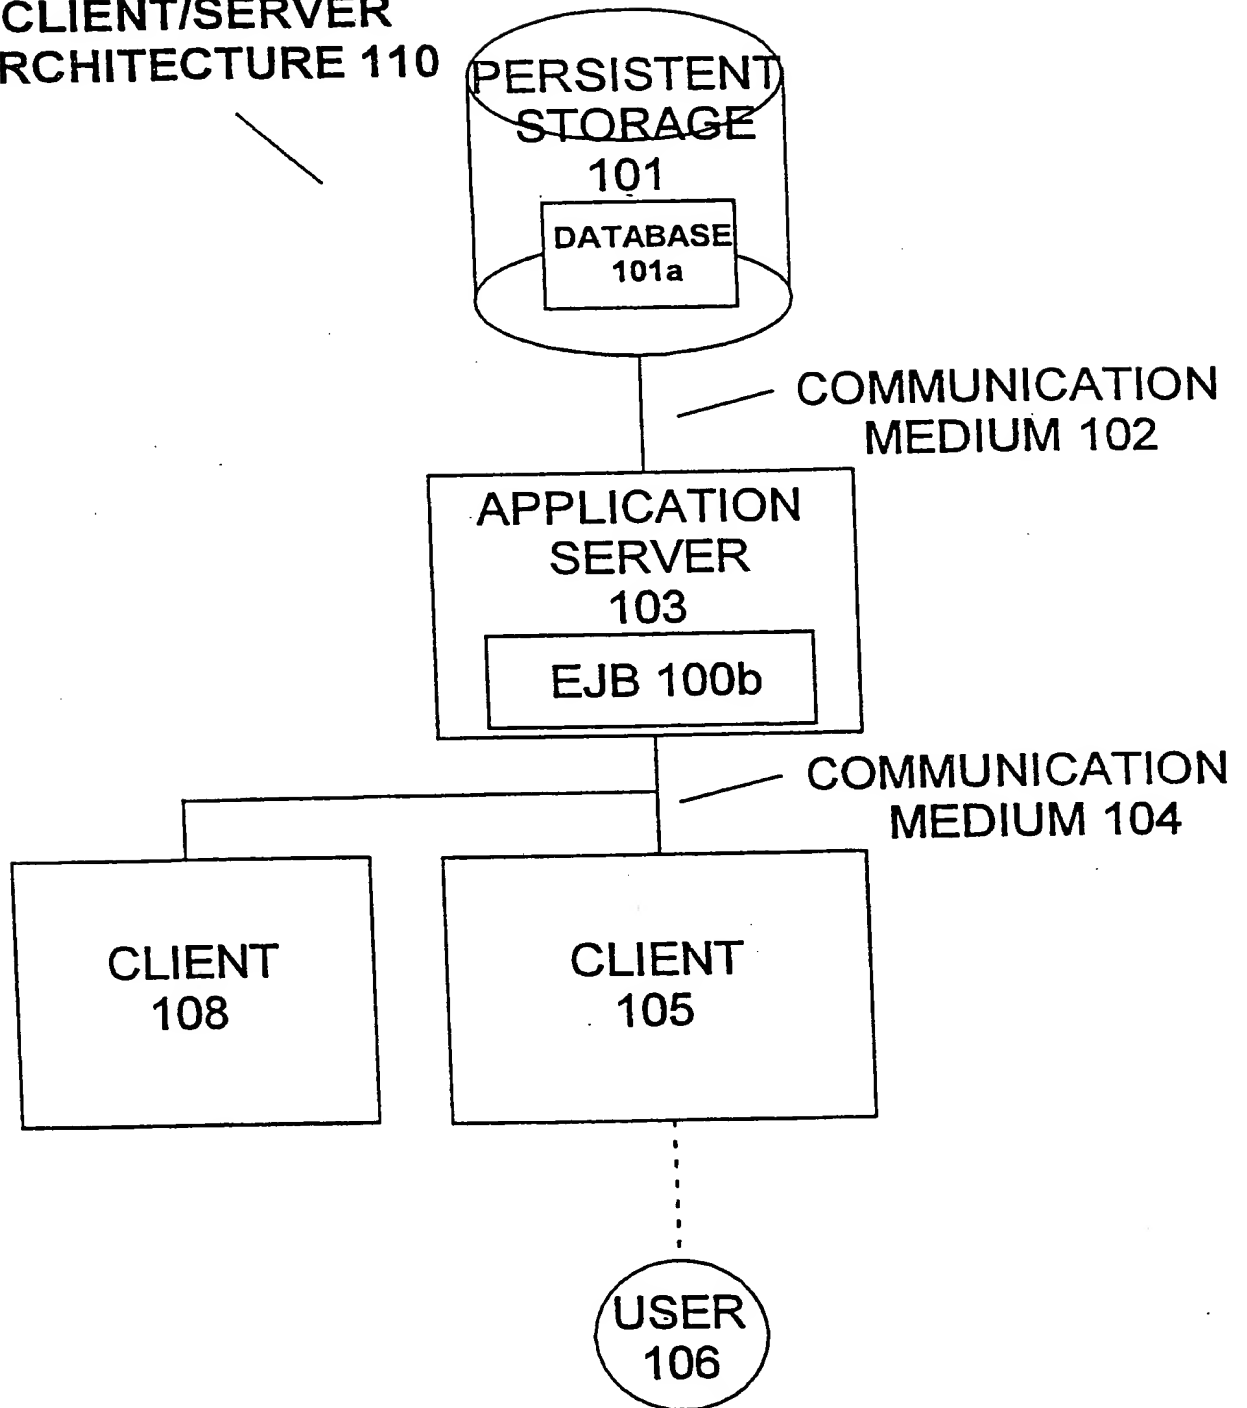 CLIENT/SERVER
RCHITECTURE 110
PERSISTENT
STORAGE
101
DATABASE
101a
COMMUNICATION
MEDIUM 102
APPLICATION
SERVER
103
EJB 100b
COMMUNICATION
MEDIUM 104
CLIENT
108
CLIENT
105
USER
106